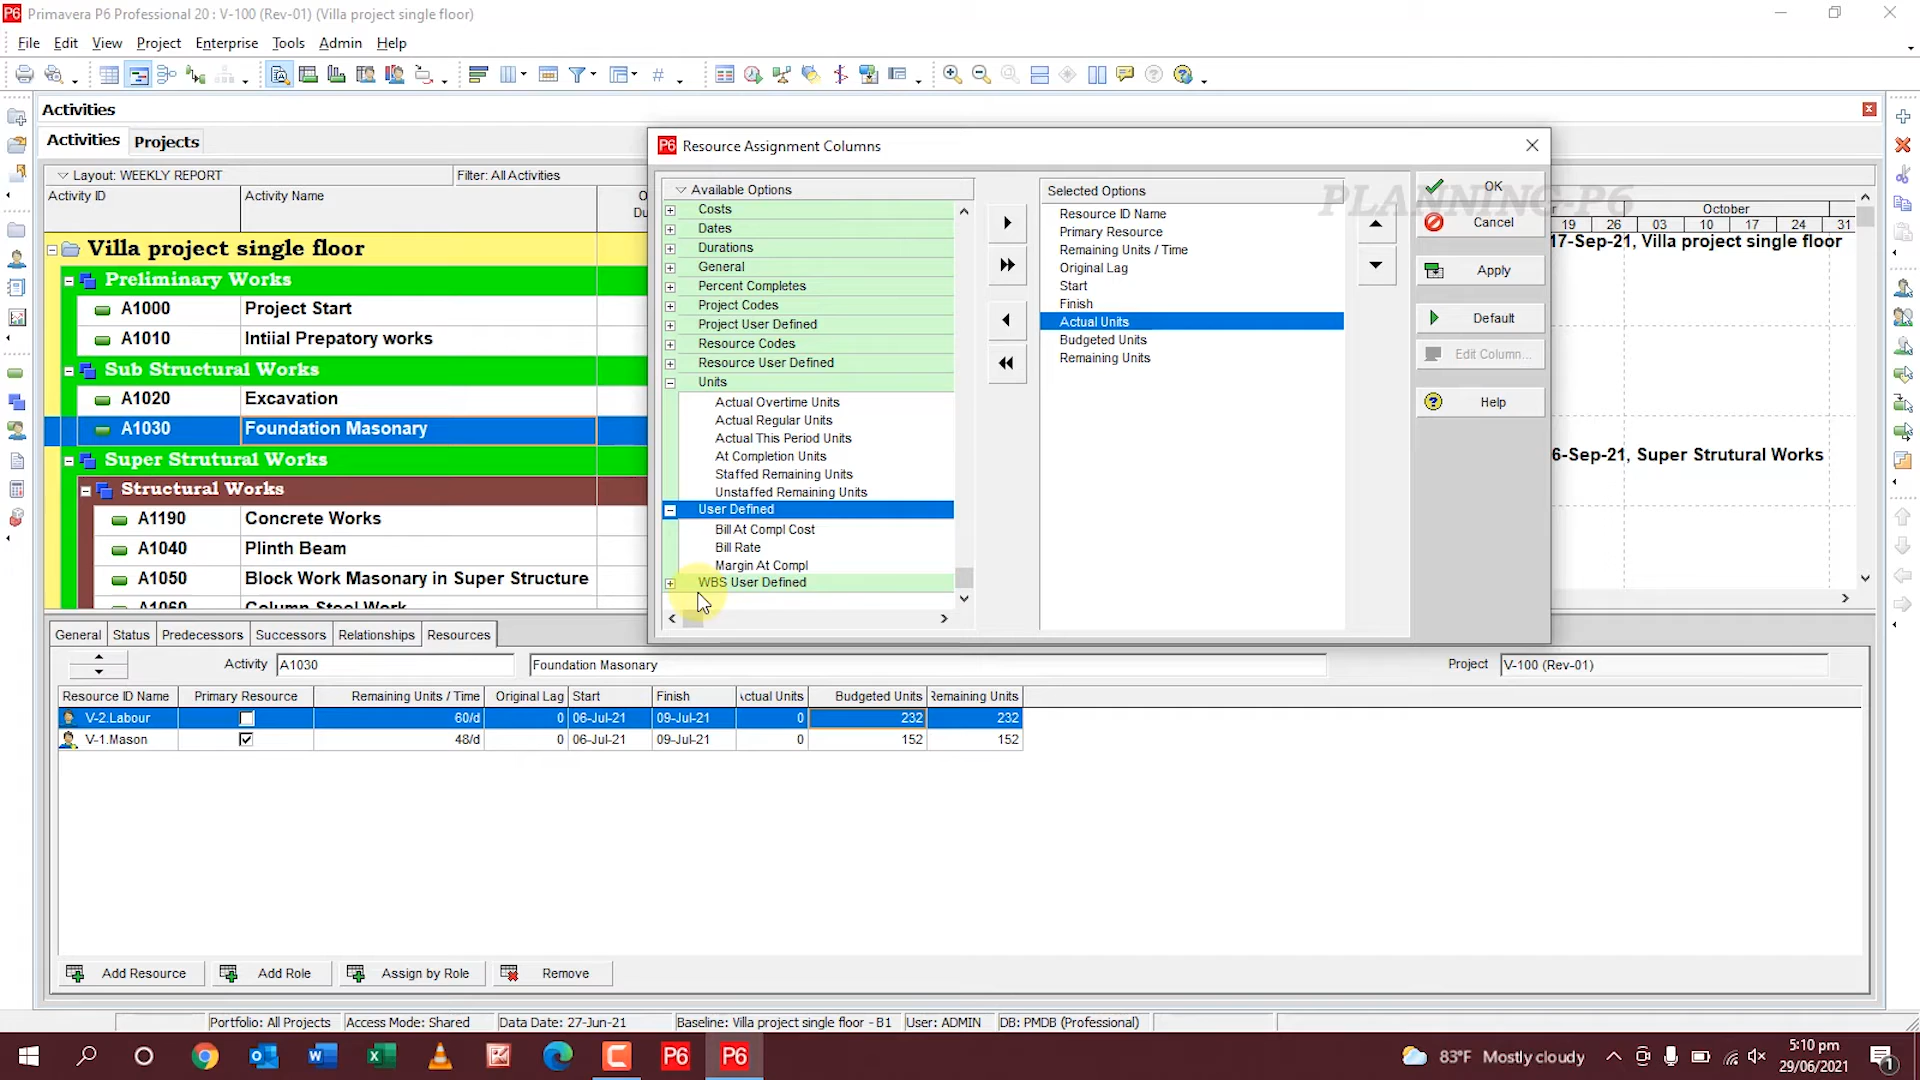 Primavera P6 Professional 20 : V-100 (Rev-01) (Villa project single floor)
File Edit View Project Enterprise Tools Admin Help
Activities
Activities Projects
Layout: WEEKLY REPORT Filter: All Activities
Activity ID Activity Name
Villa project single floor
Preliminary Works
A1000 Project Start
A1010 Intiial Prepatory works
Sub Structural Works
A1020 Excavation
A1030 Foundation Masonary
Super Strutural Works
Structural Works
A1190 Concrete Works
A1040 Plinth Beam
A1050 Block Work Masonary in Super Structure
A1060 Column Steel Work
P6 Resource Assignment Columns
Available Options
Costs
Dates
Durations
General
Percent Completes
Project Codes
Project User Defined
Resource Codes
Resource User Defined
Units
Actual Overtime Units
Actual Regular Units
Actual This Period Units
At Completion Units
Staffed Remaining Units
Unstaffed Remaining Units
User Defined
Bill At Compl Cost
Bill Rate
Margin At Compl
WBS User Defined
Selected Options
Resource ID Name
Primary Resource
Remaining Units / Time
Original Lag
Start
Finish
Actual Units
Budgeted Units
Remaining Units
PLANNING-P6
OK
Cancel
Apply
Default
Edit Column...
Help
October
19 26 03 10 17 24 31
17-Sep-21, Villa project single floor
6-Sep-21, Super Strutural Works
General Status Predecessors Successors Relationships Resources
Activity A1030 Foundation Masonary Project V-100 (Rev-01)
Resource ID Name Primary Resource Remaining Units / Time Original Lag Start Finish Actual Units Budgeted Units Remaining Units
V-2.Labour 60/d 0 06-Jul-21 09-Jul-21 0 232 232
V-1.Mason 48/d 0 06-Jul-21 09-Jul-21 0 152 152
Add Resource Add Role Assign by Role Remove
Portfolio: All Projects Access Mode: Shared Data Date: 27-Jun-21 Baseline: Villa project single floor - B1 User: ADMIN DB: PMDB (Professional)
P6 P6
83°F Mostly cloudy
5:10 pm
29/06/2021
1